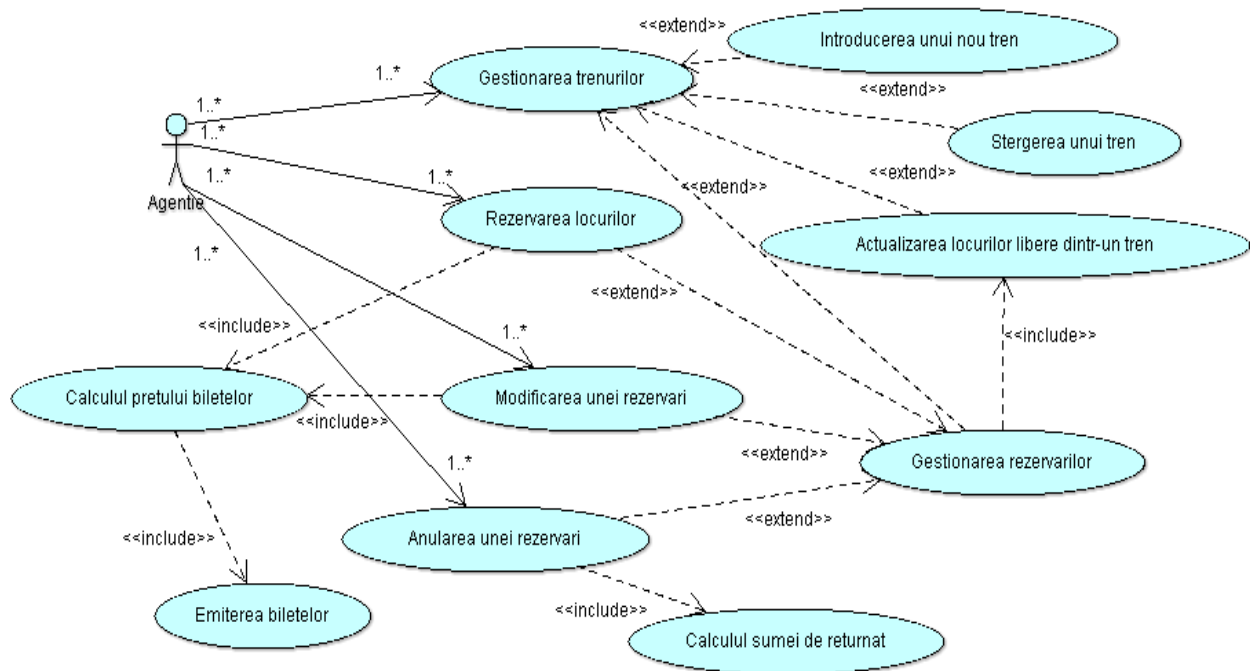 <<extend>>
Introducerea unui nou tren
1..*
Gestionarea trenurilor
<<extend>>
1..*
1..*
Stergerea unui tren
<<extend>>
<<extend>>
1..*
1..*
Agentie
Rezervarea locurilor
Actualizarea locurilor libere dintr-un tren
1..*
<<extend>>
<<include>>
1..*
<<include>>
Calculul pretului biletelor
Modificarea unei rezervari
<<include>>
<<extend>>
Gestionarea rezervarilor
1..*
<<extend>>
Anularea unei rezervari
<<include>>
<<include>>
Emiterea biletelor
Calculul sumei de returnat